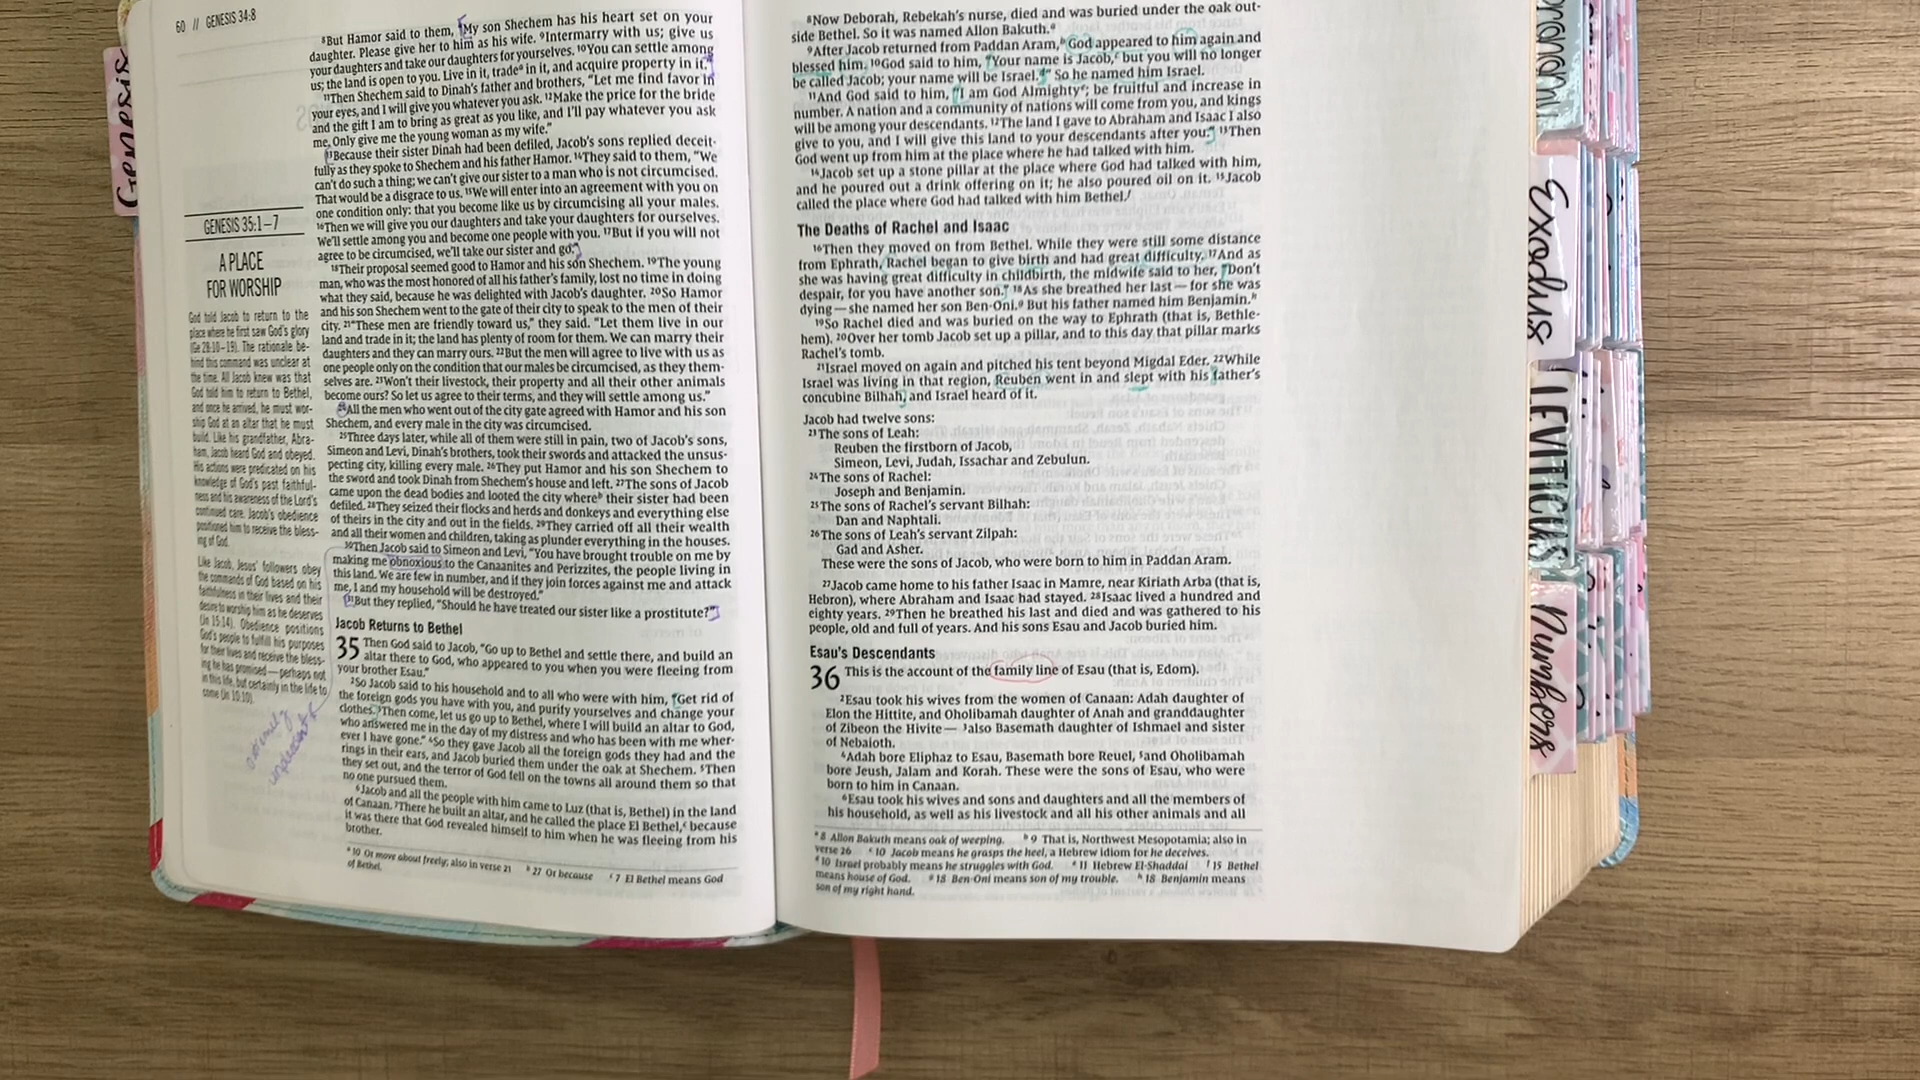 60 // GENESIS 34:8
Genesis
⁸But Hamor said to them, “My son Shechem has his heart set on your
daughter. Please give her to him as his wife. ⁹Intermarry with us; give us
your daughters and take our daughters for yourselves. ¹⁰You can settle among
us; the land is open to you. Live in it, tradeᵃ in it, and acquire property in it.”
¹¹Then Shechem said to Dinah’s father and brothers, “Let me find favor in
your eyes, and I will give you whatever you ask. ¹²Make the price for the bride
and the gift I am to bring as great as you like, and I’ll pay whatever you ask
me. Only give me the young woman as my wife.”
¹³Because their sister Dinah had been defiled, Jacob’s sons replied deceit-
fully as they spoke to Shechem and his father Hamor. ¹⁴They said to them, “We
can’t do such a thing; we can’t give our sister to a man who is not circumcised.
That would be a disgrace to us. ¹⁵We will enter into an agreement with you on
one condition only: that you become like us by circumcising all your males.
¹⁶Then we will give you our daughters and take your daughters for ourselves.
We’ll settle among you and become one people with you. ¹⁷But if you will not
agree to be circumcised, we’ll take our sister and go.”
¹⁸Their proposal seemed good to Hamor and his son Shechem. ¹⁹The young
man, who was the most honored of all his father’s family, lost no time in doing
what they said, because he was delighted with Jacob’s daughter. ²⁰So Hamor
and his son Shechem went to the gate of their city to speak to the men of their
city. ²¹“These men are friendly toward us,” they said. “Let them live in our
land and trade in it; the land has plenty of room for them. We can marry their
daughters and they can marry ours. ²²But the men will agree to live with us as
one people only on the condition that our males be circumcised, as they them-
selves are. ²³Won’t their livestock, their property and all their other animals
become ours? So let us agree to their terms, and they will settle among us.”
²⁴All the men who went out of the city gate agreed with Hamor and his son
Shechem, and every male in the city was circumcised.
²⁵Three days later, while all of them were still in pain, two of Jacob’s sons,
Simeon and Levi, Dinah’s brothers, took their swords and attacked the unsus-
pecting city, killing every male. ²⁶They put Hamor and his son Shechem to
the sword and took Dinah from Shechem’s house and left. ²⁷The sons of Jacob
came upon the dead bodies and looted the city whereᵇ their sister had been
defiled. ²⁸They seized their flocks and herds and donkeys and everything else
of theirs in the city and out in the fields. ²⁹They carried off all their wealth
and all their women and children, taking as plunder everything in the houses.
³⁰Then Jacob said to Simeon and Levi, “You have brought trouble on me by
making me obnoxious to the Canaanites and Perizzites, the people living in
this land. We are few in number, and if they join forces against me and attack
me, I and my household will be destroyed.”
³¹But they replied, “Should he have treated our sister like a prostitute?”
Jacob Returns to Bethel
35 Then God said to Jacob, “Go up to Bethel and settle there, and build an
altar there to God, who appeared to you when you were fleeing from
your brother Esau.”
²So Jacob said to his household and to all who were with him, “Get rid of
the foreign gods you have with you, and purify yourselves and change your
clothes. ³Then come, let us go up to Bethel, where I will build an altar to God,
who answered me in the day of my distress and who has been with me wher-
ever I have gone.” ⁴So they gave Jacob all the foreign gods they had and the
rings in their ears, and Jacob buried them under the oak at Shechem. ⁵Then
they set out, and the terror of God fell on the towns all around them so that
no one pursued them.
⁶Jacob and all the people with him came to Luz (that is, Bethel) in the land
of Canaan. ⁷There he built an altar, and he called the place El Bethel,ᶜ because
it was there that God revealed himself to him when he was fleeing from his
brother.
ᵃ 10 Or move about freely; also in verse 21 ᵇ 27 Or because ᶜ 7 El Bethel means God
of Bethel.
GENESIS 35:1–7
A PLACE
FOR WORSHIP
God told Jacob to return to the
place where he first saw God’s glory
(Ge 28:10–19). The rationale be-
hind this command was unclear at
the time. All Jacob knew was that
God told him to return to Bethel,
and once he arrived, he must wor-
ship God at an altar that he must
build. Like his grandfather, Abra-
ham, Jacob heard God and obeyed.
His actions were predicated on his
knowledge of God’s past faithful-
ness and his awareness of the Lord’s
continued care. Jacob’s obedience
positioned him to receive the bless-
ing of God.
Like Jacob, Jesus’ followers obey
the commands of God based on his
faithfulness in their lives and their
desire to worship him as he deserves
(Jn 15:14). Obedience positions
God’s people to fulfill his purposes
for their lives and receive the bless-
ing he has promised—perhaps not
in this life, but certainly in the life to
come (Jn 10:10).
⁸Now Deborah, Rebekah’s nurse, died and was buried under the oak out-
side Bethel. So it was named Allon Bakuth.ᵃ
⁹After Jacob returned from Paddan Aram,ᵇ God appeared to him again and
blessed him. ¹⁰God said to him, “Your name is Jacob,ᶜ but you will no longer
be called Jacob; your name will be Israel.ᵈ” So he named him Israel.
¹¹And God said to him, “I am God Almightyᵉ; be fruitful and increase in
number. A nation and a community of nations will come from you, and kings
will be among your descendants. ¹²The land I gave to Abraham and Isaac I also
give to you, and I will give this land to your descendants after you.” ¹³Then
God went up from him at the place where he had talked with him.
¹⁴Jacob set up a stone pillar at the place where God had talked with him,
and he poured out a drink offering on it; he also poured oil on it. ¹⁵Jacob
called the place where God had talked with him Bethel.ᶠ
The Deaths of Rachel and Isaac
¹⁶Then they moved on from Bethel. While they were still some distance
from Ephrath, Rachel began to give birth and had great difficulty. ¹⁷And as
she was having great difficulty in childbirth, the midwife said to her, “Don’t
despair, for you have another son.” ¹⁸As she breathed her last—for she was
dying—she named her son Ben-Oni.ᵍ But his father named him Benjamin.ʰ
¹⁹So Rachel died and was buried on the way to Ephrath (that is, Bethle-
hem). ²⁰Over her tomb Jacob set up a pillar, and to this day that pillar marks
Rachel’s tomb.
²¹Israel moved on again and pitched his tent beyond Migdal Eder. ²²While
Israel was living in that region, Reuben went in and slept with his father’s
concubine Bilhah, and Israel heard of it.
Jacob had twelve sons:
²³The sons of Leah:
Reuben the firstborn of Jacob,
Simeon, Levi, Judah, Issachar and Zebulun.
²⁴The sons of Rachel:
Joseph and Benjamin.
²⁵The sons of Rachel’s servant Bilhah:
Dan and Naphtali.
²⁶The sons of Leah’s servant Zilpah:
Gad and Asher.
These were the sons of Jacob, who were born to him in Paddan Aram.
²⁷Jacob came home to his father Isaac in Mamre, near Kiriath Arba (that is,
Hebron), where Abraham and Isaac had stayed. ²⁸Isaac lived a hundred and
eighty years. ²⁹Then he breathed his last and died and was gathered to his
people, old and full of years. And his sons Esau and Jacob buried him.
Esau’s Descendants
36 This is the account of the family line of Esau (that is, Edom).
²Esau took his wives from the women of Canaan: Adah daughter of
Elon the Hittite, and Oholibamah daughter of Anah and granddaughter
of Zibeon the Hivite—³also Basemath daughter of Ishmael and sister
of Nebaioth.
⁴Adah bore Eliphaz to Esau, Basemath bore Reuel, ⁵and Oholibamah
bore Jeush, Jalam and Korah. These were the sons of Esau, who were
born to him in Canaan.
⁶Esau took his wives and sons and daughters and all the members of
his household, as well as his livestock and all his other animals and all
ᵃ 8 Allon Bakuth means oak of weeping. ᵇ 9 That is, Northwest Mesopotamia; also in
verse 26 ᶜ 10 Jacob means he grasps the heel, a Hebrew idiom for he deceives.
ᵈ 10 Israel probably means he struggles with God. ᵉ 11 Hebrew El-Shaddai ᶠ 15 Bethel
means house of God. ᵍ 18 Ben-Oni means son of my trouble. ʰ 18 Benjamin means
son of my right hand.
Exodus
LEVITICUS
Numbers